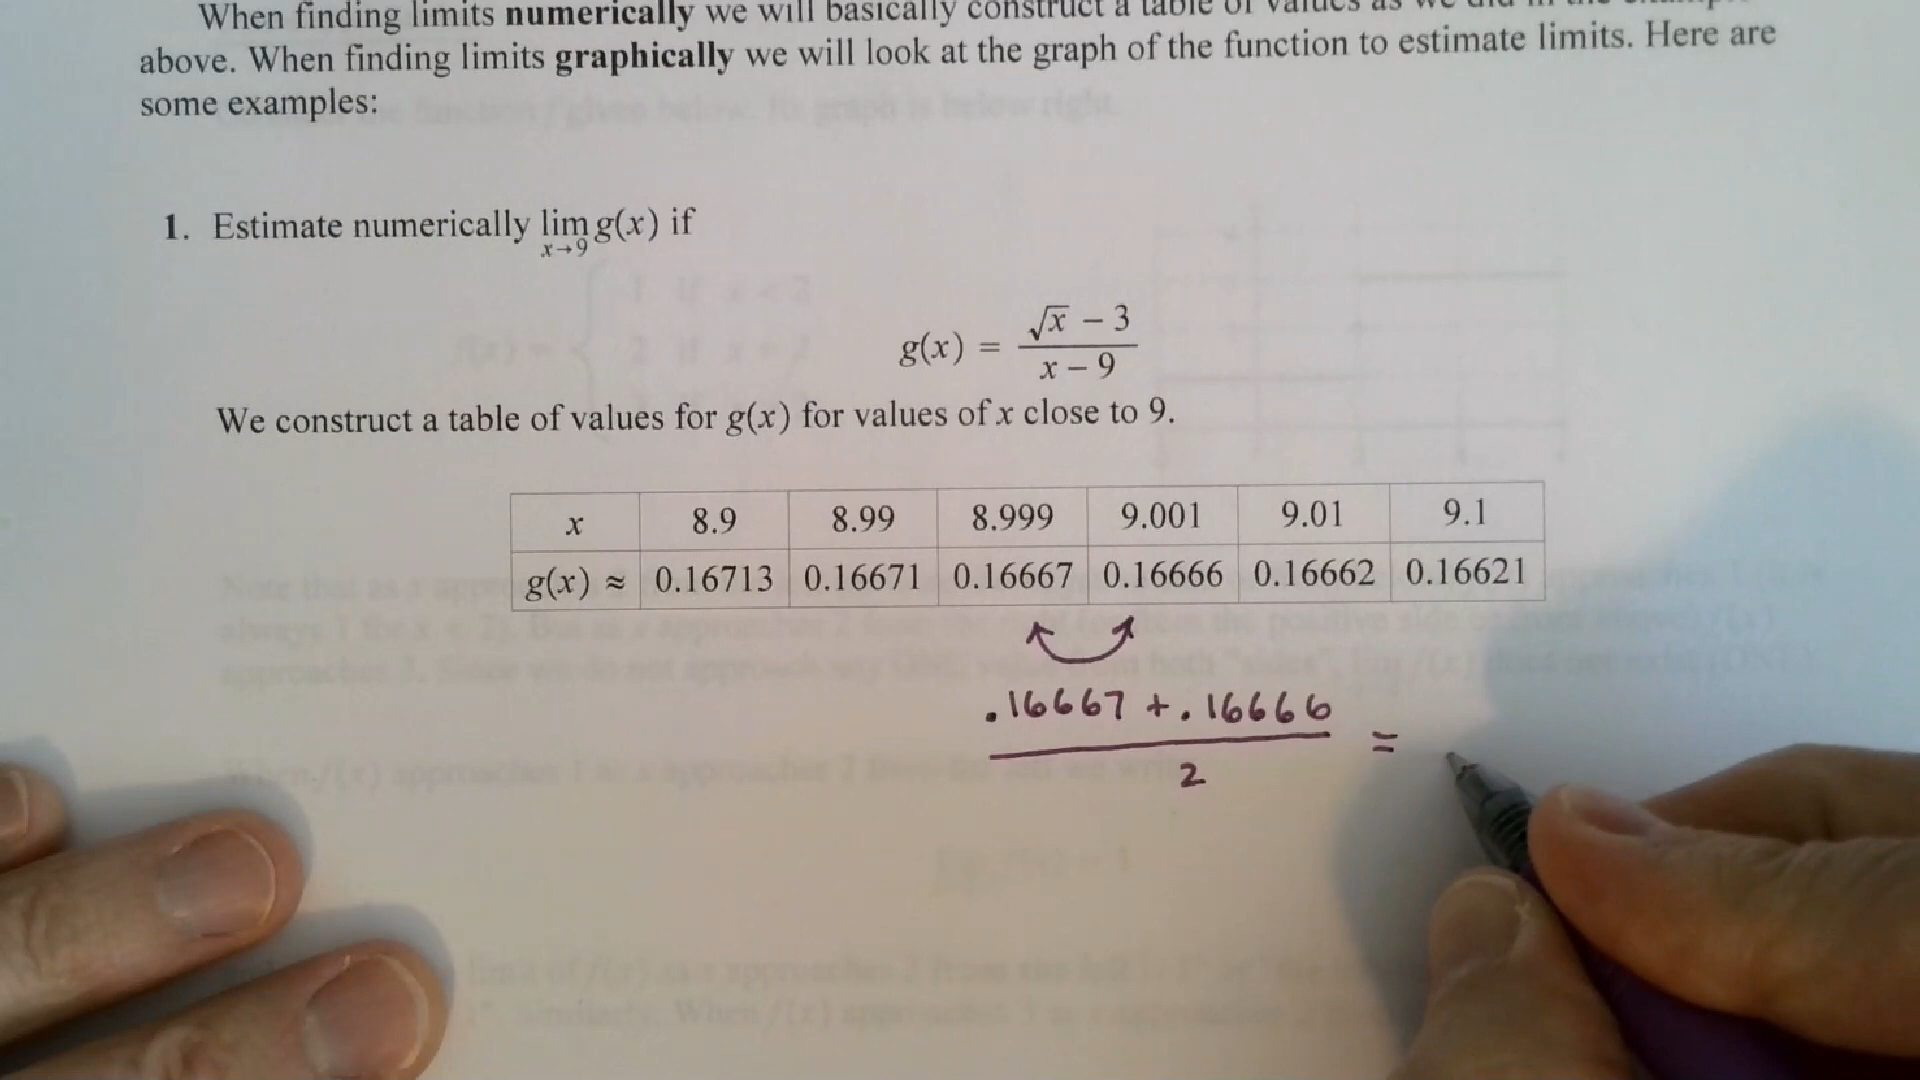 When finding limits numerically we will basically construct a table of values as we did in the example
above. When finding limits graphically we will look at the graph of the function to estimate limits. Here are
some examples:
1. Estimate numerically lim g(x) if
x→9
g(x) = √x − 3 / x − 9
We construct a table of values for g(x) for values of x close to 9.
x 8.9 8.99 8.999 9.001 9.01 9.1
g(x) ≈ 0.16713 0.16671 0.16667 0.16666 0.16662 0.16621
.16667 + .16666
=
2